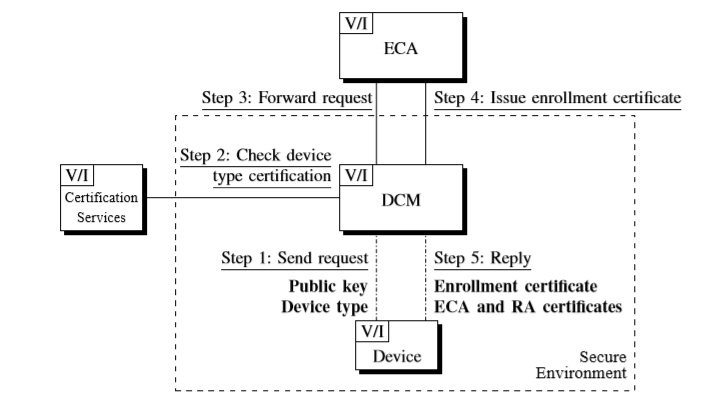 V/I
ECA
Step 3: Forward request
Step 4: Issue enrollment certificate
Step 2: Check device
type certification
V/I
Certification
Services
V/I
DCM
Step 1: Send request
Public key
Device type
Step 5: Reply
Enrollment certificate
ECA and RA certificates
V/I
Device
Secure
Environment